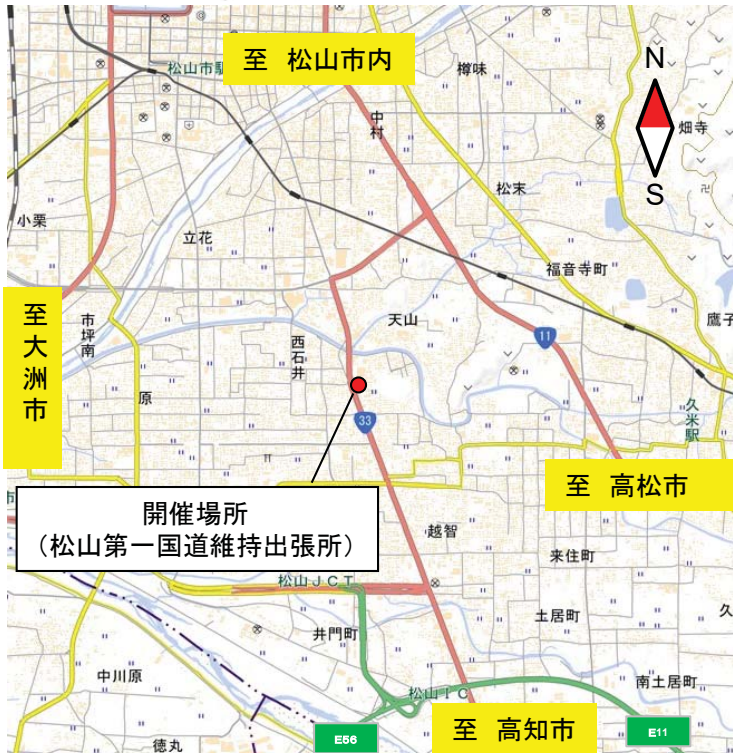 至 松山市内
松山市駅
樽味
N
中村
畑寺
S
松末
小栗
立花
福音寺町
至大洲市
市坪南
天山
鷹子
西石井
11
原
久米駅
33
至 高松市
開催場所
(松山第一国道維持出張所)
越智
来住町
松山JCT
土居町
久
井門町
中川原
南土居町
松山IC
至 高知市
徳丸
E56
E11